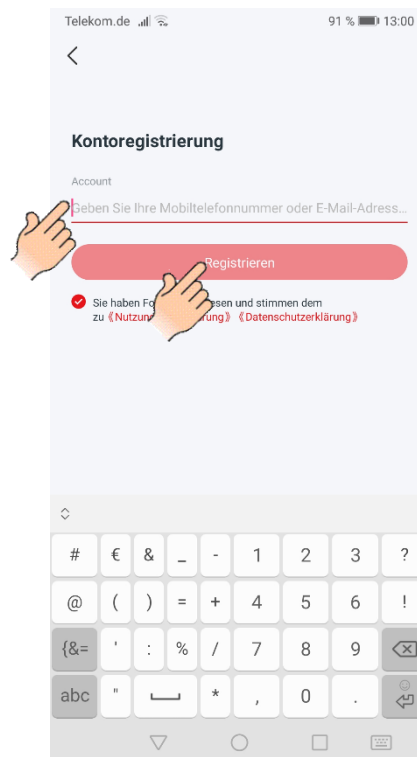 Telekom.de 91 % 13:00
Kontoregistrierung
Account
Geben Sie Ihre Mobiltelefonnummer oder E-Mail-Adress...
Registrieren
Sie haben Fo esen und stimmen dem
zu 《Nutzun rung》 《Datenschutzerklärung》
# € & _ - 1 2 3 ?
@ ( ) = + 4 5 6 !
{&= ' : % / 7 8 9
abc " * , 0 .